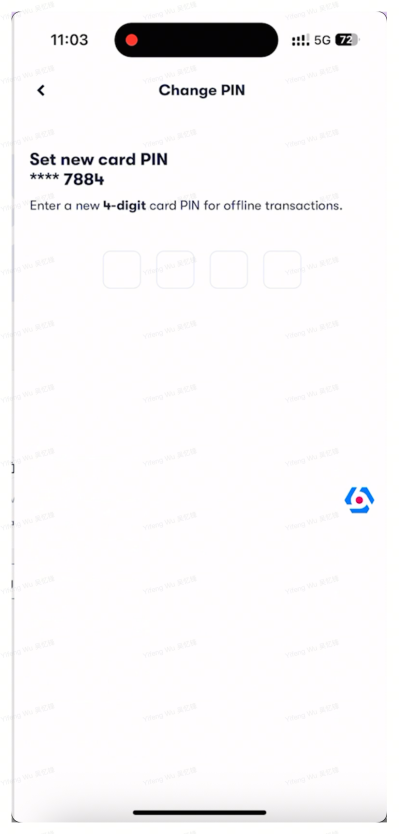 11:03
5G 72
Change PIN
Set new card PIN
**** 7884
Enter a new 4-digit card PIN for offline transactions.